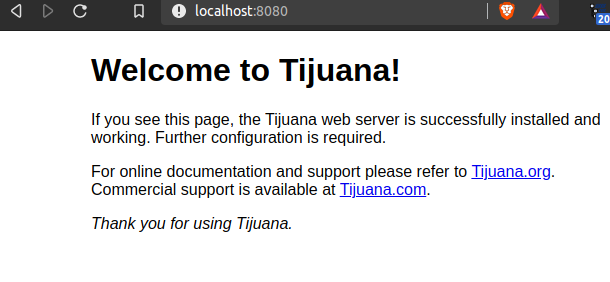 localhost:8080
20
Welcome to Tijuana!
If you see this page, the Tijuana web server is successfully installed and
working. Further configuration is required.
For online documentation and support please refer to Tijuana.org.
Commercial support is available at Tijuana.com.
Thank you for using Tijuana.